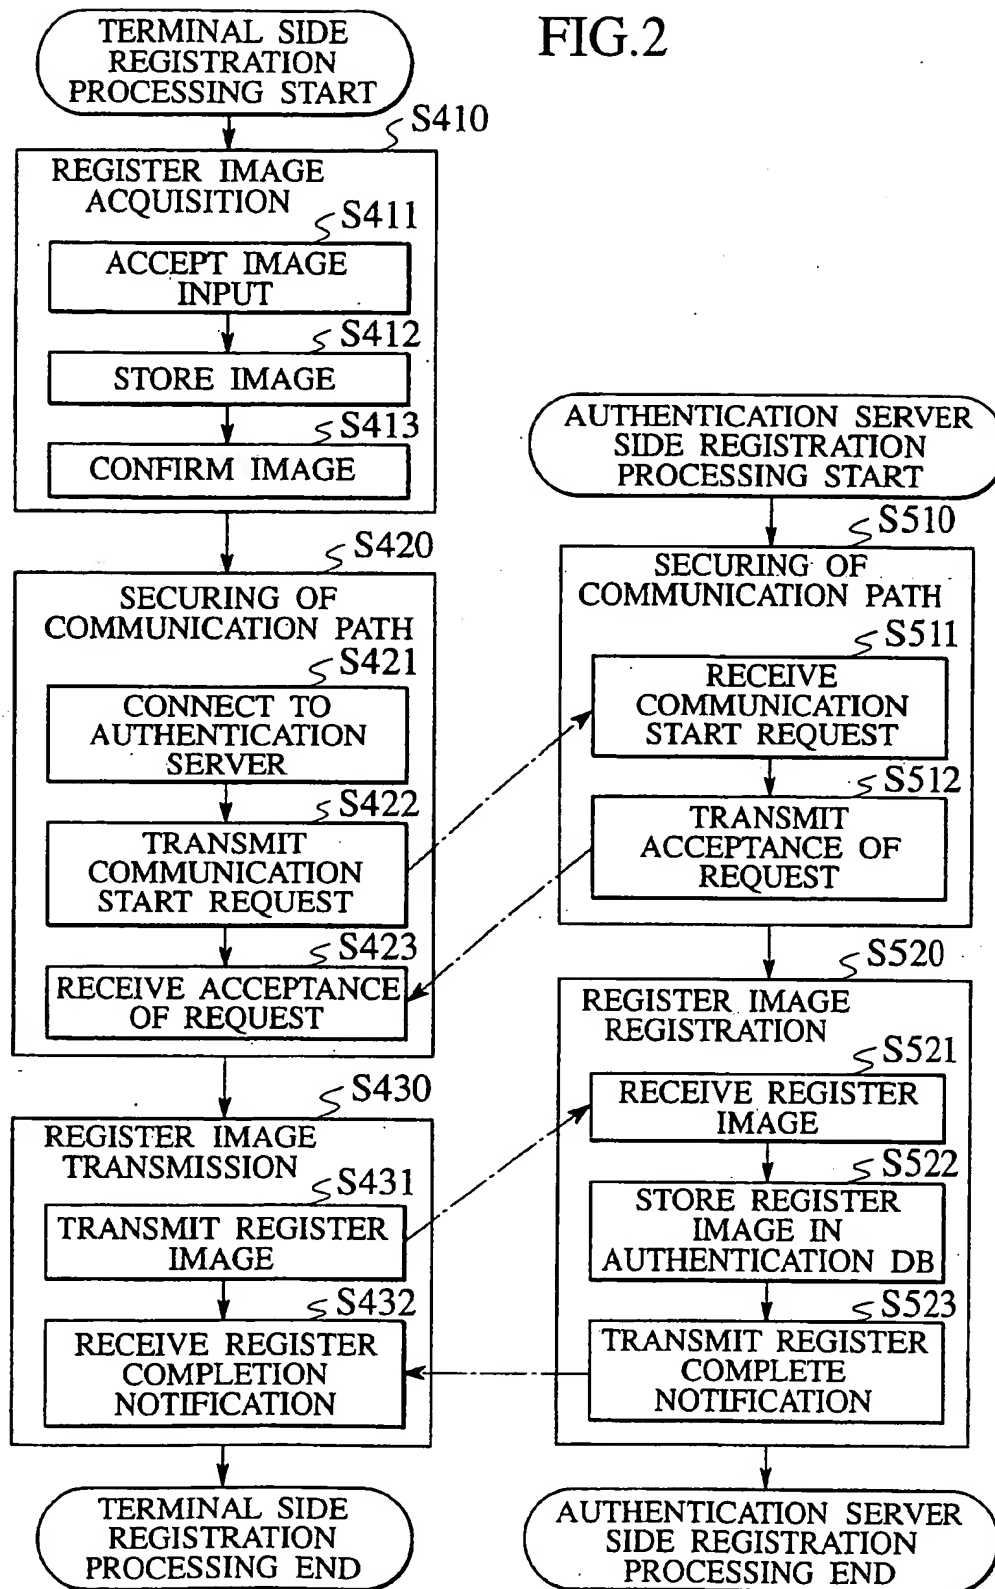 FIG.2
TERMINAL SIDE
REGISTRATION
PROCESSING START
S410
REGISTER IMAGE
ACQUISITION
S411
ACCEPT IMAGE
INPUT
S412
STORE IMAGE
S413
CONFIRM IMAGE
S420
SECURING OF
COMMUNICATION PATH
S421
CONNECT TO
AUTHENTICATION
SERVER
S422
TRANSMIT
COMMUNICATION
START REQUEST
S423
RECEIVE ACCEPTANCE
OF REQUEST
S430
REGISTER IMAGE
TRANSMISSION
S431
TRANSMIT REGISTER
IMAGE
S432
RECEIVE REGISTER
COMPLETION
NOTIFICATION
TERMINAL SIDE
REGISTRATION
PROCESSING END
AUTHENTICATION SERVER
SIDE REGISTRATION
PROCESSING START
S510
SECURING OF
COMMUNICATION PATH
S511
RECEIVE
COMMUNICATION
START REQUEST
S512
TRANSMIT
ACCEPTANCE OF
REQUEST
S520
REGISTER IMAGE
REGISTRATION
S521
RECEIVE REGISTER
IMAGE
S522
STORE REGISTER
IMAGE IN
AUTHENTICATION DB
S523
TRANSMIT REGISTER
COMPLETE
NOTIFICATION
AUTHENTICATION SERVER
SIDE REGISTRATION
PROCESSING END